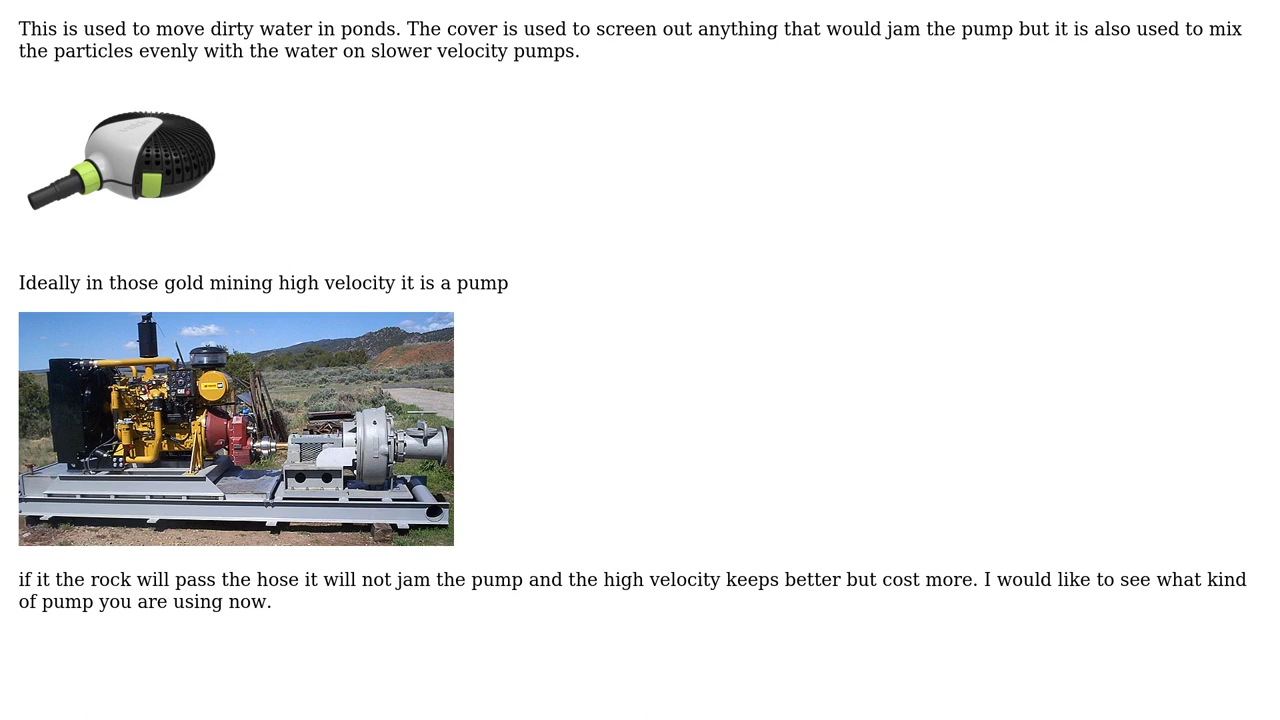 This is used to move dirty water in ponds. The cover is used to screen out anything that would jam the pump but it is also used to mix
the particles evenly with the water on slower velocity pumps.
Ideally in those gold mining high velocity it is a pump
if it the rock will pass the hose it will not jam the pump and the high velocity keeps better but cost more. I would like to see what kind
of pump you are using now.